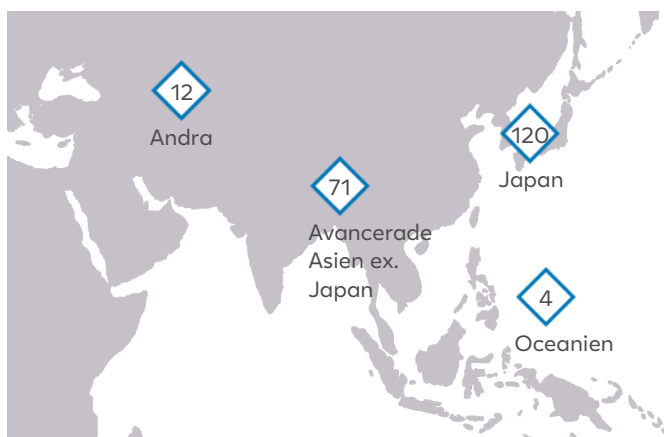 12
Andra
120
Japan
71
Avancerade
Asien ex.
Japan
4
Oceanien